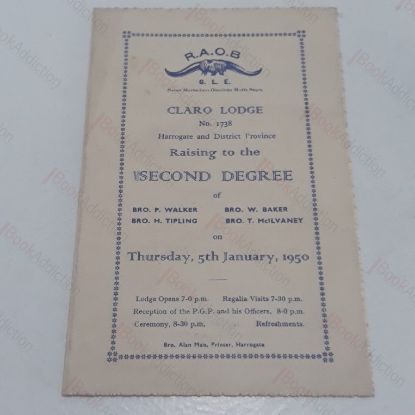 R.A.O.B
G. L. E.
CLARO LODGE
No. 1738
Harrogate and District Province
Raising to the
SECOND DEGREE
of
BRO. P. WALKER BRO. W. BAKER
BRO. H. TIPLING BRO. T. McILVANEY
on
Thursday, 5th January, 1950
Lodge Opens 7-0 p.m. Regalia Visits 7-30 p.m.
Reception of the P.G.P. and his Officers, 8-0 p.m.
Ceremony, 8-30 p.m. Refreshments.
Bro. Alan Mais, Printer, Harrogate